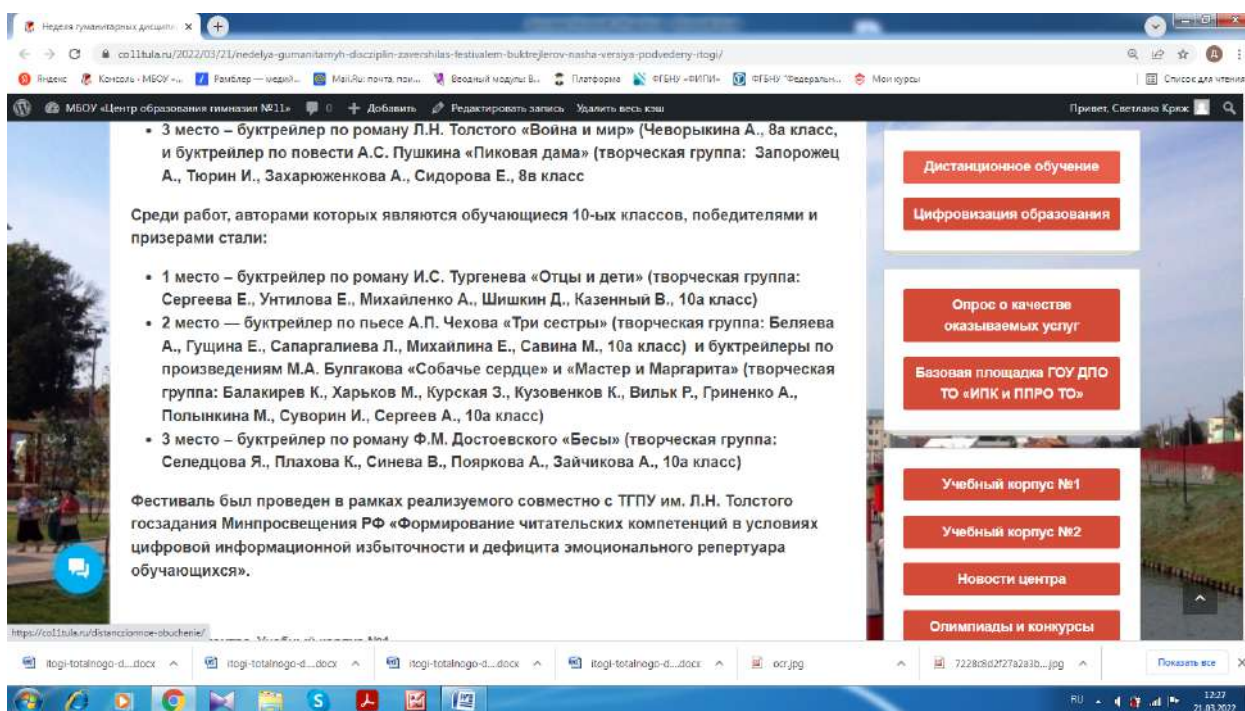 Неделя гуманитарных дисципли
co11tula.ru/2022/03/21/nedelya-gumanitarnyh-discziplin-zavershilas-festivalem-buktrejlerov-nasha-versiya-podvedeny-itogi/
Яндекс
Консоль ‹ МБОУ «...
Рамблер — медий...
Mail.Ru: почта, пои...
Вводный модуль: В...
Платформа
ФГБНУ «ФИПИ»
ФГБНУ "Федеральн...
Мои курсы
Список для чтения
МБОУ «Центр образования гимназия №11»
0
Добавить
Редактировать запись
Удалить весь кэш
Привет, Светлана Кряж
• 3 место – буктрейлер по роману Л.Н. Толстого «Война и мир» (Чеворыкина А., 8а класс,
и буктрейлер по повести А.С. Пушкина «Пиковая дама» (творческая группа: Запорожец
А., Тюрин И., Захарюженкова А., Сидорова Е., 8в класс
Среди работ, авторами которых являются обучающиеся 10-ых классов, победителями и
призерами стали:
• 1 место – буктрейлер по роману И.С. Тургенева «Отцы и дети» (творческая группа:
Сергеева Е., Унтилова Е., Михайленко А., Шишкин Д., Казенный В., 10а класс)
• 2 место — буктрейлер по пьесе А.П. Чехова «Три сестры» (творческая группа: Беляева
А., Гущина Е., Сапаргалиева Л., Михайлина Е., Савина М., 10а класс) и буктрейлеры по
произведениям М.А. Булгакова «Собачье сердце» и «Мастер и Маргарита» (творческая
группа: Балакирев К., Харьков М., Курская З., Кузовенков К., Вильк Р., Гриненко А.,
Полынкина М., Суворин И., Сергеев А., 10а класс)
• 3 место – буктрейлер по роману Ф.М. Достоевского «Бесы» (творческая группа:
Селедцова Я., Плахова К., Синева В., Пояркова А., Зайчикова А., 10а класс)
Фестиваль был проведен в рамках реализуемого совместно с ТГПУ им. Л.Н. Толстого
госзадания Минпросвещения РФ «Формирование читательских компетенций в условиях
цифровой информационной избыточности и дефицита эмоционального репертуара
обучающихся».
Дистанционное обучение
Цифровизация образования
Опрос о качестве
оказываемых услуг
Базовая площадка ГОУ ДПО
ТО «ИПК и ППРО ТО»
Учебный корпус №1
Учебный корпус №2
Новости центра
Олимпиады и конкурсы
https://co11tula.ru/distanczionnoe-obuchenie/
itogi-totalnogo-d....docx
itogi-totalnogo-d....docx
itogi-totalnogo-d....docx
itogi-totalnogo-d....docx
ocr.jpg
7228c8d2f27a2a3b....jpg
Показать все
RU
12:27
21.03.2022